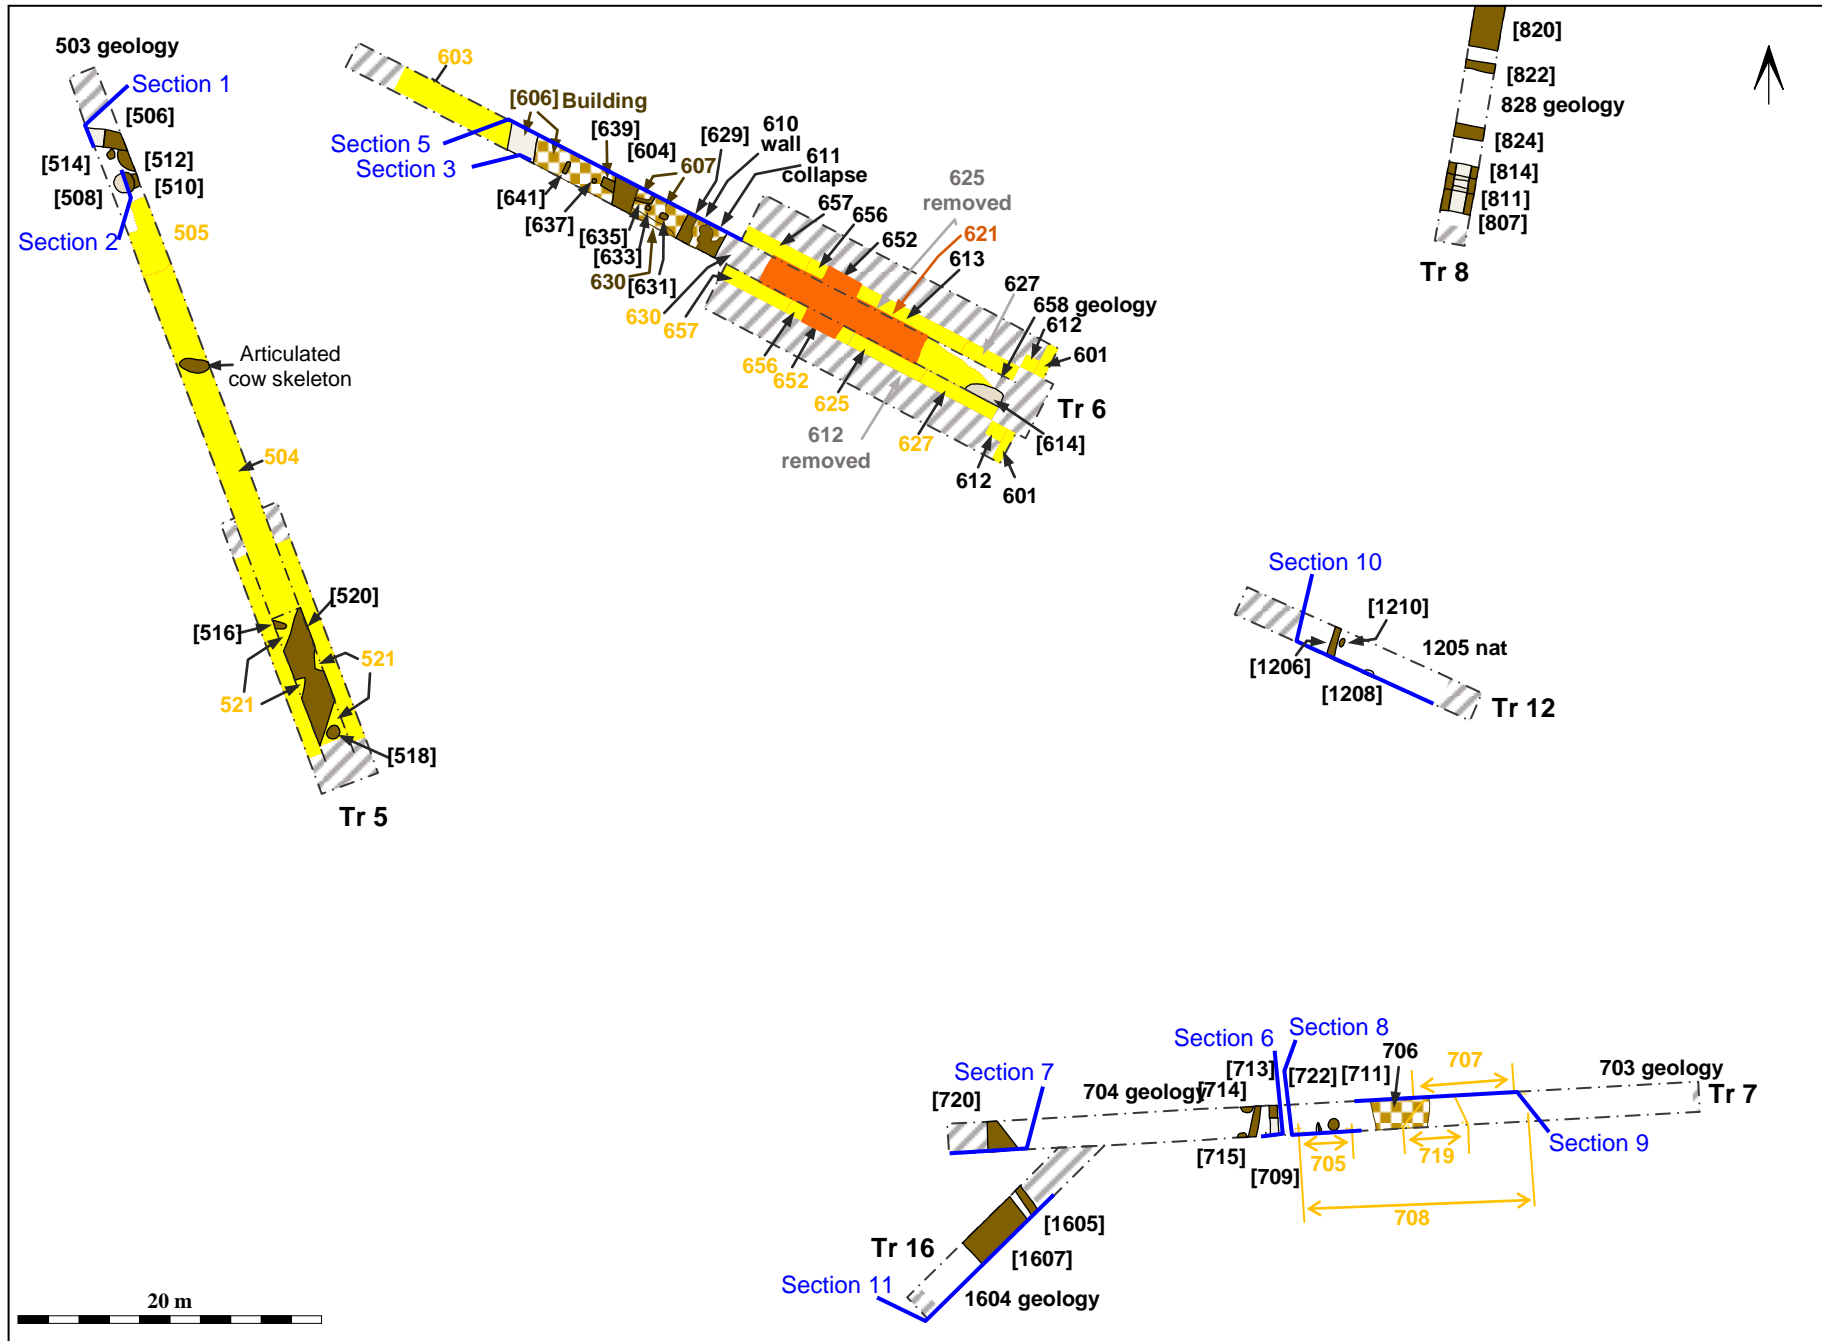 503 geology
Section 1
[506]
[514]
[512]
[508]
[510]
Section 2
505
Articulated
cow skeleton
504
[520]
[516]
521
521
[518]
Tr 5
603
[606] Building
[639]
[629]
610
wall
[604]
611
collapse
Section 5
Section 3
607
[641]
[637]
[635]
[633]
630
[631]
657
656
625
removed
652
621
613
627
658 geology
612
601
630
657
656
652
625
612
removed
627
Tr 6
[614]
612
601
[820]
[822]
828 geology
[824]
[814]
[811]
[807]
Tr 8
Section 10
[1210]
1205 nat
[1206]
[1208]
Tr 12
Section 6
Section 8
706
707
703 geology
Section 7
704 geology
[713]
[714]
[722]
[711]
[720]
Tr 7
Section 9
[715]
[709]
705
719
708
[1605]
Tr 16
[1607]
Section 11
1604 geology
20 m